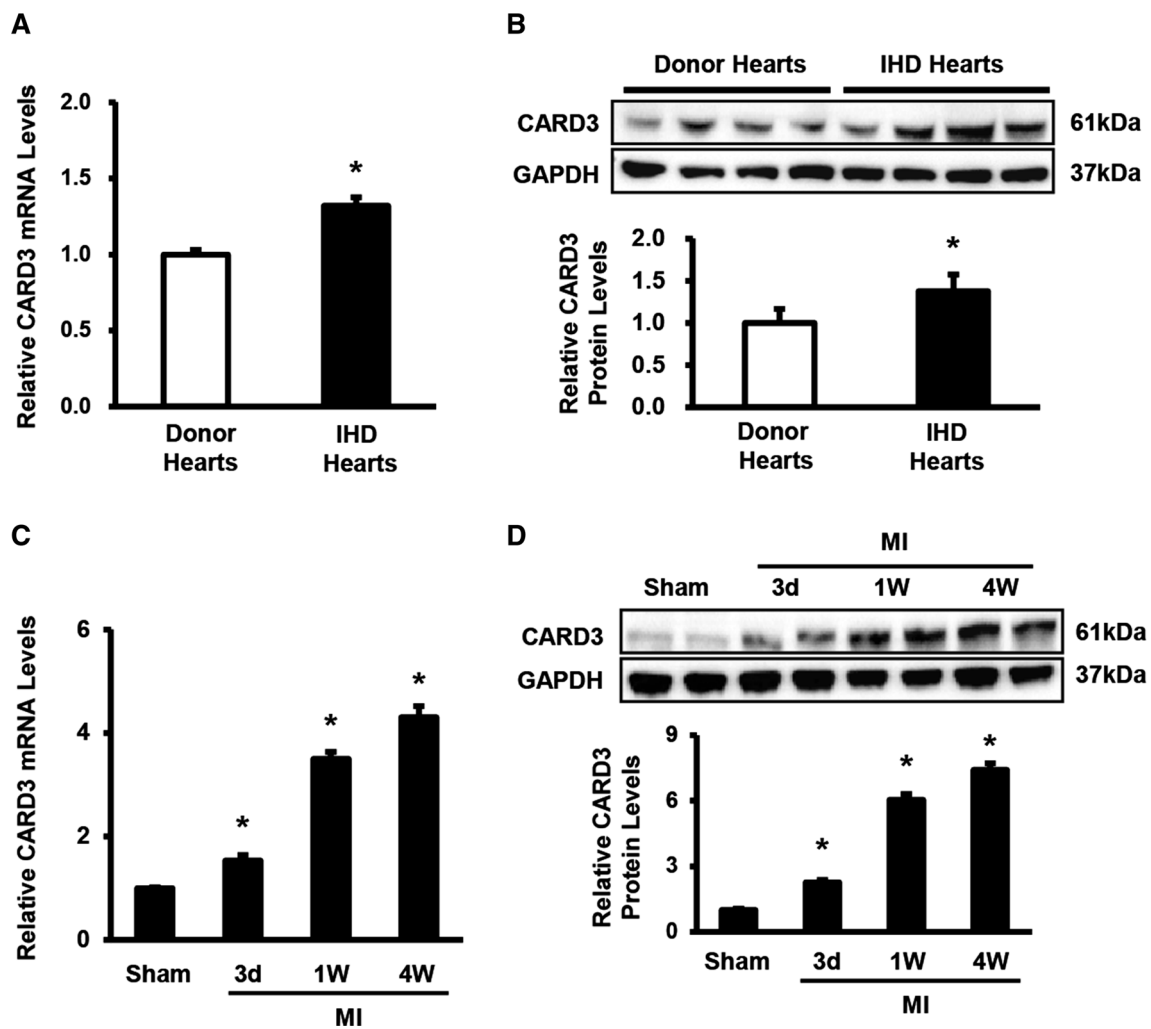 A
Relative CARD3 mRNA Levels
2.0
1.5
1.0
0.5
0.0
*
Donor
Hearts
IHD
Hearts
B
Donor Hearts
IHD Hearts
CARD3
61kDa
GAPDH
37kDa
Relative CARD3
Protein Levels
2.0
1.5
1.0
0.5
0.0
*
Donor
Hearts
IHD
Hearts
C
Relative CARD3 mRNA Levels
6
4
2
0
*
*
*
Sham
3d
1W
4W
MI
D
MI
Sham
3d
1W
4W
CARD3
61kDa
GAPDH
37kDa
Relative CARD3
Protein Levels
9
6
3
0
*
*
*
Sham
3d
1W
4W
MI